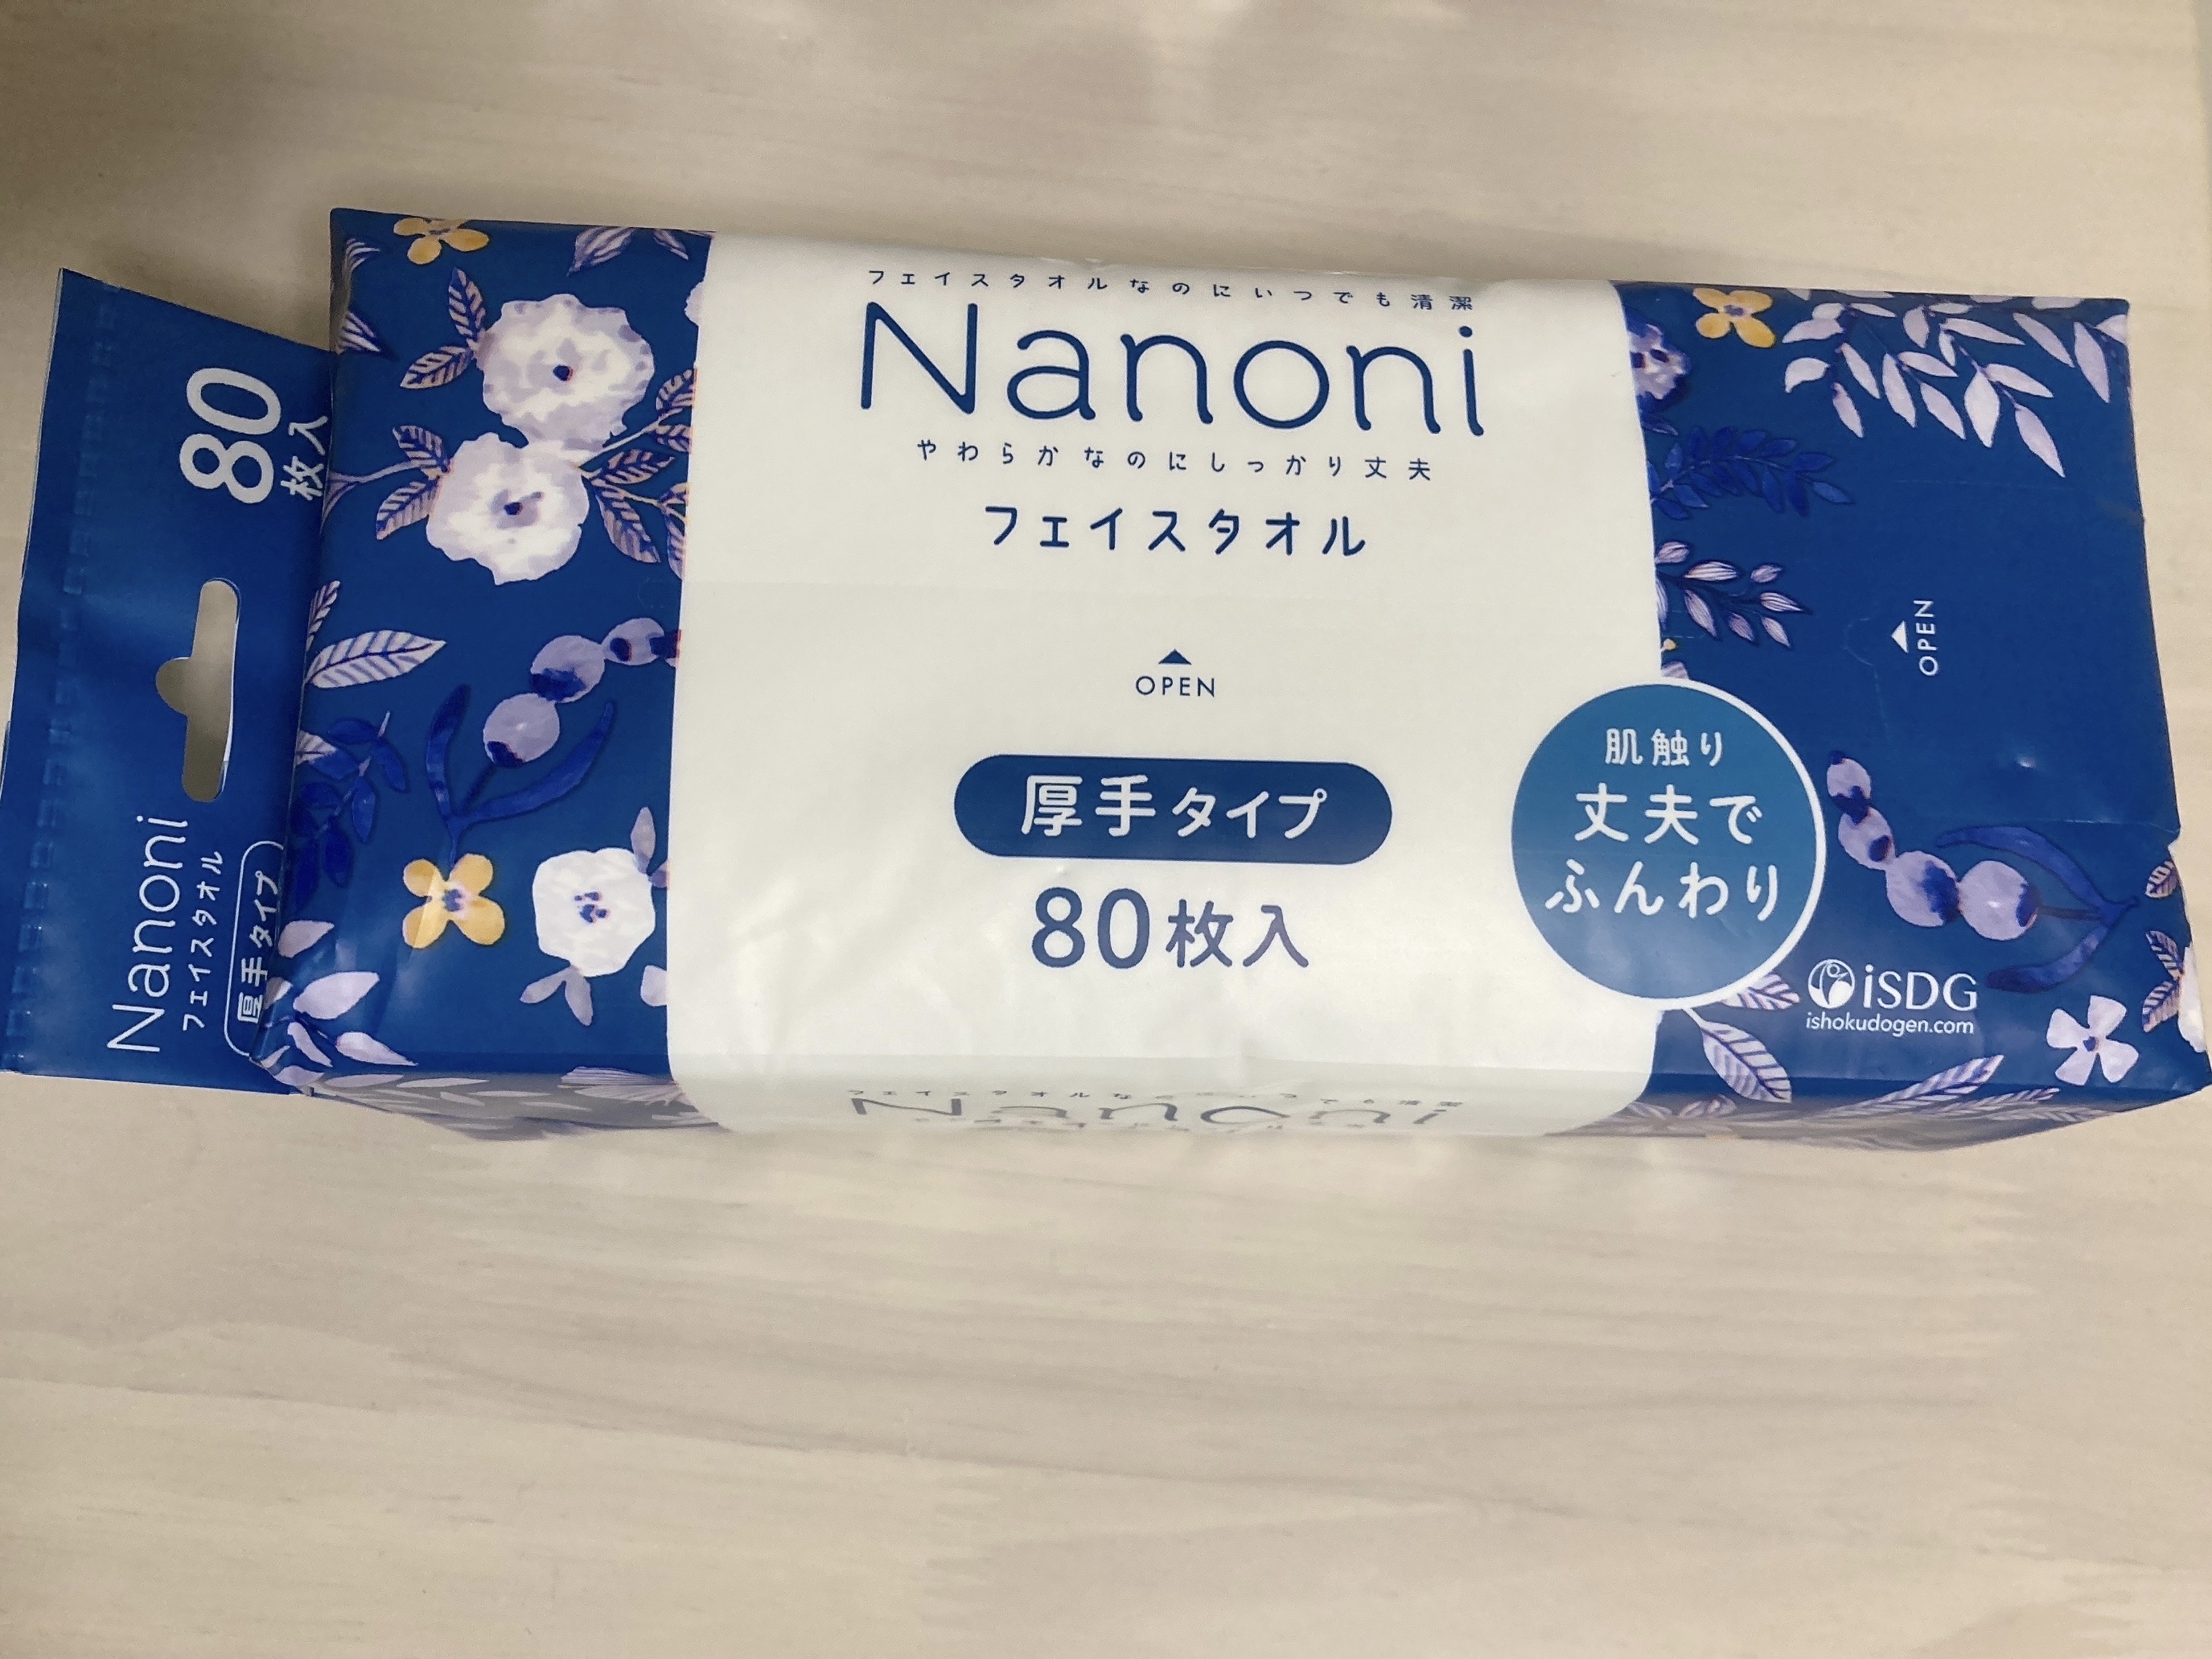 フェイスタオルなのにいつでも清潔
Nanoni
やわらかなのにしっかり丈夫
フェイスタオル
OPEN
厚手タイプ
80枚入
肌触り
丈夫で
ふんわり
OPEN
iSDG
ishokudogen.com
80
枚入
Nanoni
フェイスタオル
厚手タイプ
Nanoni